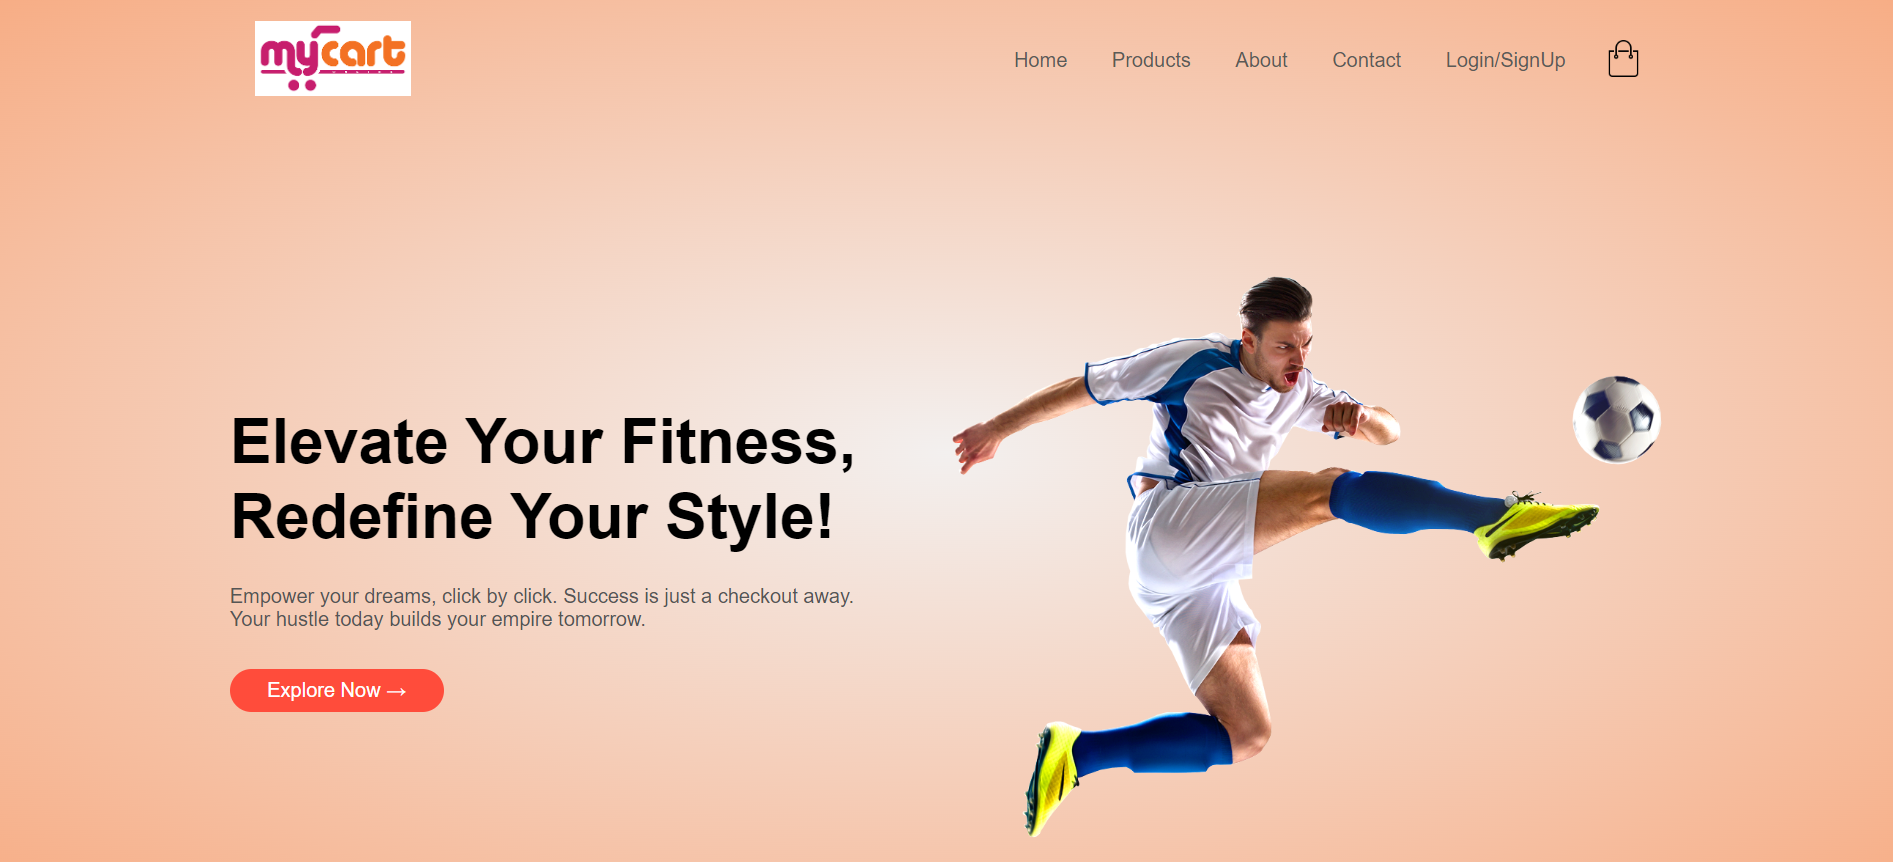 mycart
Home
Products
About
Contact
Login/SignUp
Elevate Your Fitness,
Redefine Your Style!
Empower your dreams, click by click. Success is just a checkout away.
Your hustle today builds your empire tomorrow.
Explore Now →